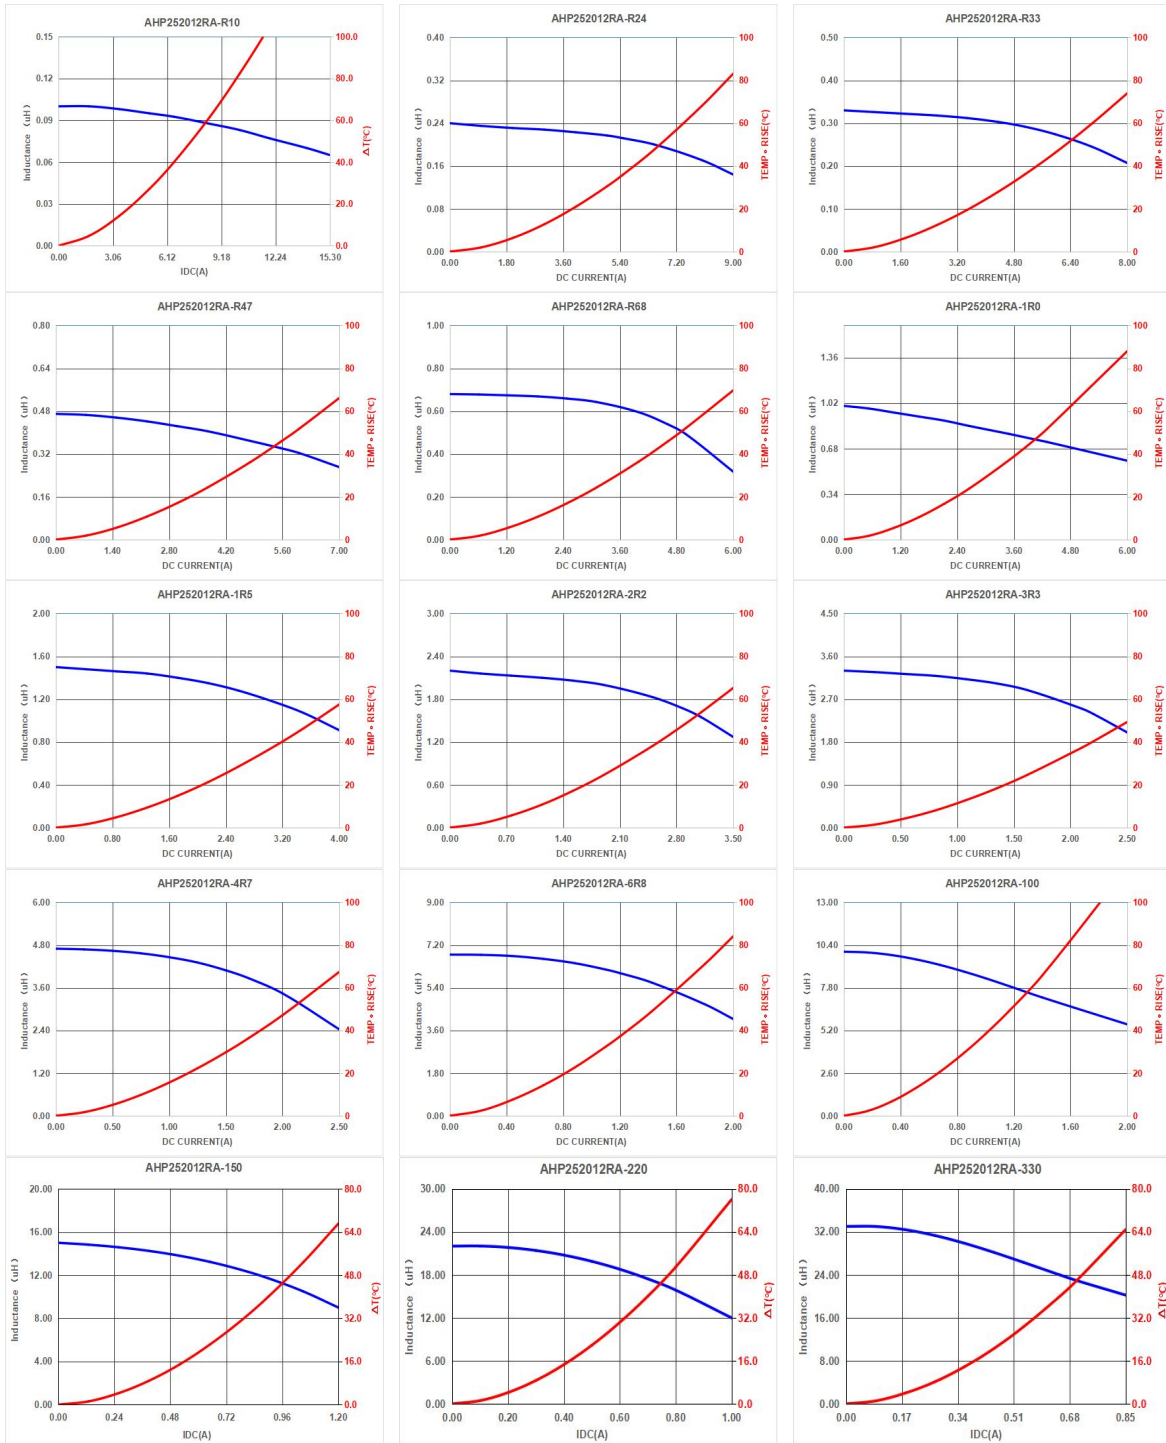 AHP252012RA-R10
0.15 100.0
0.12 80.0
0.09 60.0
0.06 40.0
0.03 20.0
0.00 0.0
0.00 3.06 6.12 9.18 12.24 15.30
Inductance （uH）
△T(℃)
IDC(A)
AHP252012RA-R24
0.40 100
0.32 80
0.24 60
0.16 40
0.08 20
0.00 0
0.00 1.80 3.60 5.40 7.20 9.00
Inductance （uH）
TEMP。RISE(℃)
DC CURRENT(A)
AHP252012RA-R33
0.50 100
0.40 80
0.30 60
0.20 40
0.10 20
0.00 0
0.00 1.60 3.20 4.80 6.40 8.00
Inductance （uH）
TEMP。RISE(℃)
DC CURRENT(A)
AHP252012RA-R47
0.80 100
0.64 80
0.48 60
0.32 40
0.16 20
0.00 0
0.00 1.40 2.80 4.20 5.60 7.00
Inductance （uH）
TEMP。RISE(℃)
DC CURRENT(A)
AHP252012RA-R68
1.00 100
0.80 80
0.60 60
0.40 40
0.20 20
0.00 0
0.00 1.20 2.40 3.60 4.80 6.00
Inductance （uH）
TEMP。RISE(℃)
DC CURRENT(A)
AHP252012RA-1R0
100
1.36 80
1.02 60
0.68 40
0.34 20
0.00 0
0.00 1.20 2.40 3.60 4.80 6.00
Inductance （uH）
TEMP。RISE(℃)
DC CURRENT(A)
AHP252012RA-1R5
2.00 100
1.60 80
1.20 60
0.80 40
0.40 20
0.00 0
0.00 0.80 1.60 2.40 3.20 4.00
Inductance （uH）
TEMP。RISE(℃)
DC CURRENT(A)
AHP252012RA-2R2
3.00 100
2.40 80
1.80 60
1.20 40
0.60 20
0.00 0
0.00 0.70 1.40 2.10 2.80 3.50
Inductance （uH）
TEMP。RISE(℃)
DC CURRENT(A)
AHP252012RA-3R3
4.50 100
3.60 80
2.70 60
1.80 40
0.90 20
0.00 0
0.00 0.50 1.00 1.50 2.00 2.50
Inductance （uH）
TEMP。RISE(℃)
DC CURRENT(A)
AHP252012RA-4R7
6.00 100
4.80 80
3.60 60
2.40 40
1.20 20
0.00 0
0.00 0.50 1.00 1.50 2.00 2.50
Inductance （uH）
TEMP。RISE(℃)
DC CURRENT(A)
AHP252012RA-6R8
9.00 100
7.20 80
5.40 60
3.60 40
1.80 20
0.00 0
0.00 0.40 0.80 1.20 1.60 2.00
Inductance （uH）
TEMP。RISE(℃)
DC CURRENT(A)
AHP252012RA-100
13.00 100
10.40 80
7.80 60
5.20 40
2.60 20
0.00 0
0.00 0.40 0.80 1.20 1.60 2.00
Inductance （uH）
TEMP。RISE(℃)
DC CURRENT(A)
AHP252012RA-150
20.00 80.0
16.00 64.0
12.00 48.0
8.00 32.0
4.00 16.0
0.00 0.0
0.00 0.24 0.48 0.72 0.96 1.20
Inductance （uH）
△T(℃)
IDC(A)
AHP252012RA-220
30.00 80.0
24.00 64.0
18.00 48.0
12.00 32.0
6.00 16.0
0.00 0.0
0.00 0.20 0.40 0.60 0.80 1.00
Inductance （uH）
△T(℃)
IDC(A)
AHP252012RA-330
40.00 80.0
32.00 64.0
24.00 48.0
16.00 32.0
8.00 16.0
0.00 0.0
0.00 0.17 0.34 0.51 0.68 0.85
Inductance （uH）
△T(℃)
IDC(A)